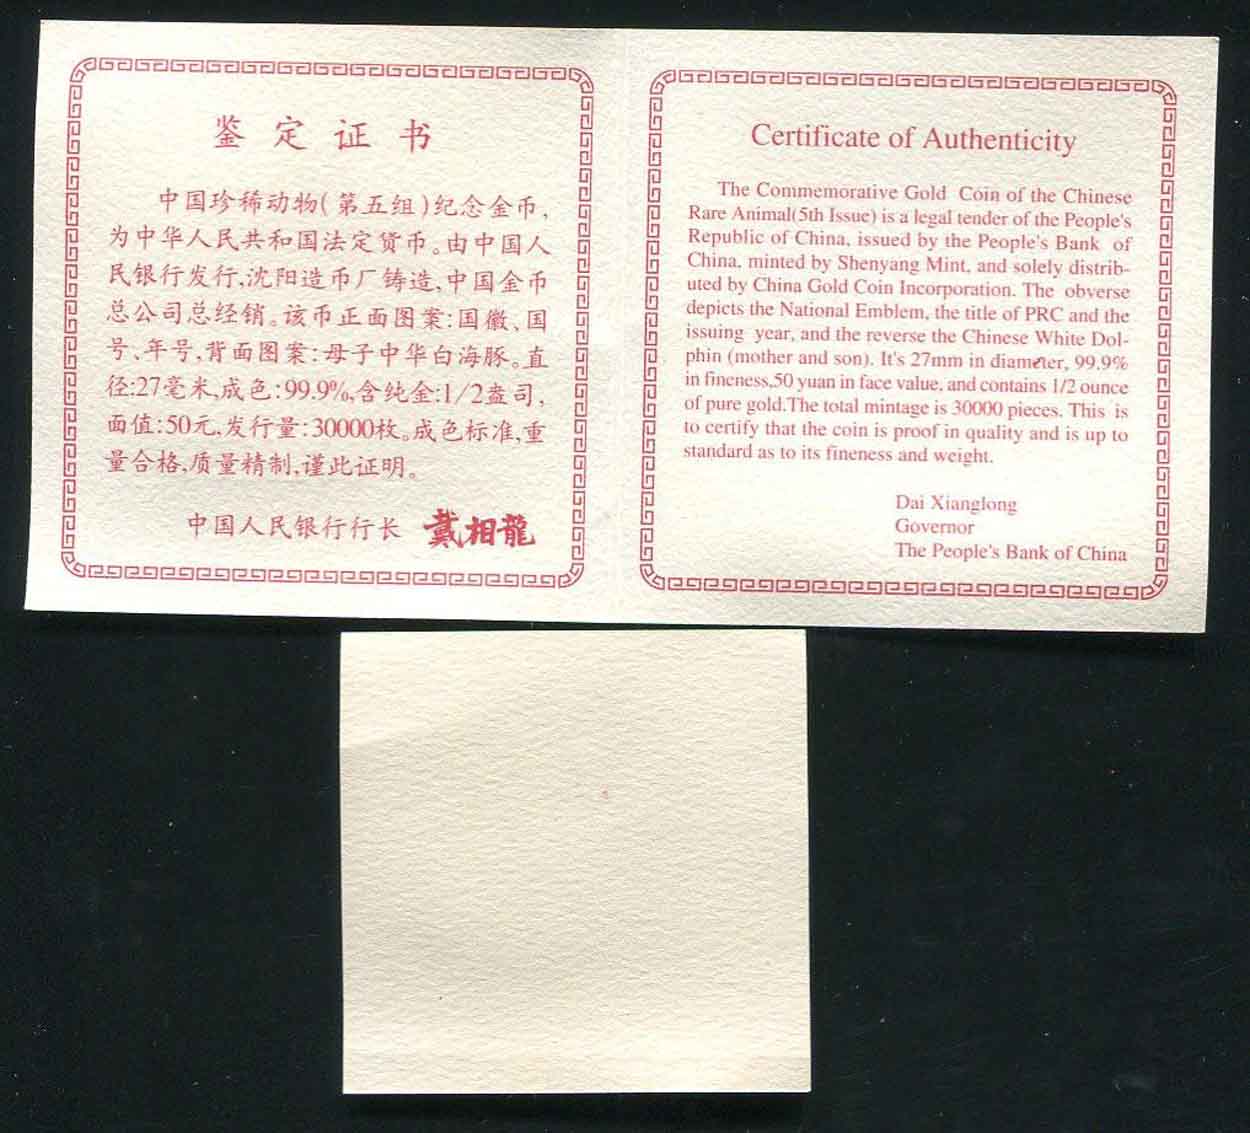 鉴定证书
中国珍稀动物(第五组)纪念金币,
为中华人民共和国法定货币。由中国人
民银行发行,沈阳造币厂铸造,中国金币
总公司总经销。该币正面图案:国徽、国
号、年号,背面图案:母子中华白海豚。直
径:27毫米,成色:99.9%,含纯金:1/2盎司,
面值:50元,发行量:30000枚。成色标准,重
量合格,质量精制,谨此证明。
中国人民银行行长 戴相龍
Certificate of Authenticity
The Commemorative Gold Coin of the Chinese
Rare Animal(5th Issue) is a legal tender of the People's
Republic of China, issued by the People's Bank of
China, minted by Shenyang Mint, and solely distrib-
uted by China Gold Coin Incorporation. The obverse
depicts the National Emblem, the title of PRC and the
issuing year, and the reverse the Chinese White Dol-
phin (mother and son). It's 27mm in diameter, 99.9%
in fineness,50 yuan in face value, and contains 1/2 ounce
of pure gold.The total mintage is 30000 pieces. This is
to certify that the coin is proof in quality and is up to
standard as to its fineness and weight.
Dai Xianglong
Governor
The People's Bank of China